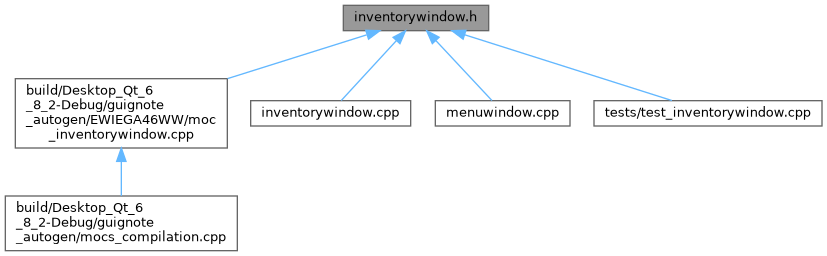 inventorywindow.h
build/Desktop_Qt_6
_8_2-Debug/guignote
_autogen/EWIEGA46WW/moc
_inventorywindow.cpp
inventorywindow.cpp
menuwindow.cpp
tests/test_inventorywindow.cpp
build/Desktop_Qt_6
_8_2-Debug/guignote
_autogen/mocs_compilation.cpp